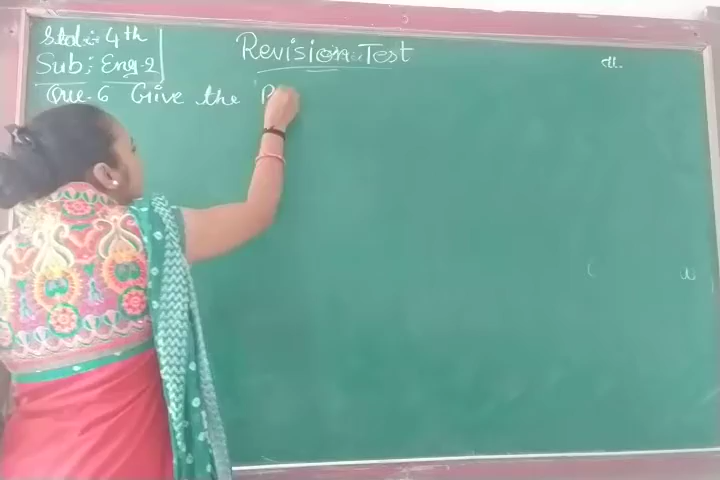 Std :- 4th
Sub :- Eng-2
Revision Test
Que-6 Give the P